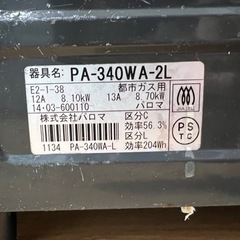 器具名: PA-340WA-2L
E2-1-38 都市ガス用
12A 8.10kW 13A 8.70kW
14・03-600110 パロマ
株式会社パロマ 区分C
効率56.3%
区分L
1134 PA-340WA-L 効率204Wh
PS
TC